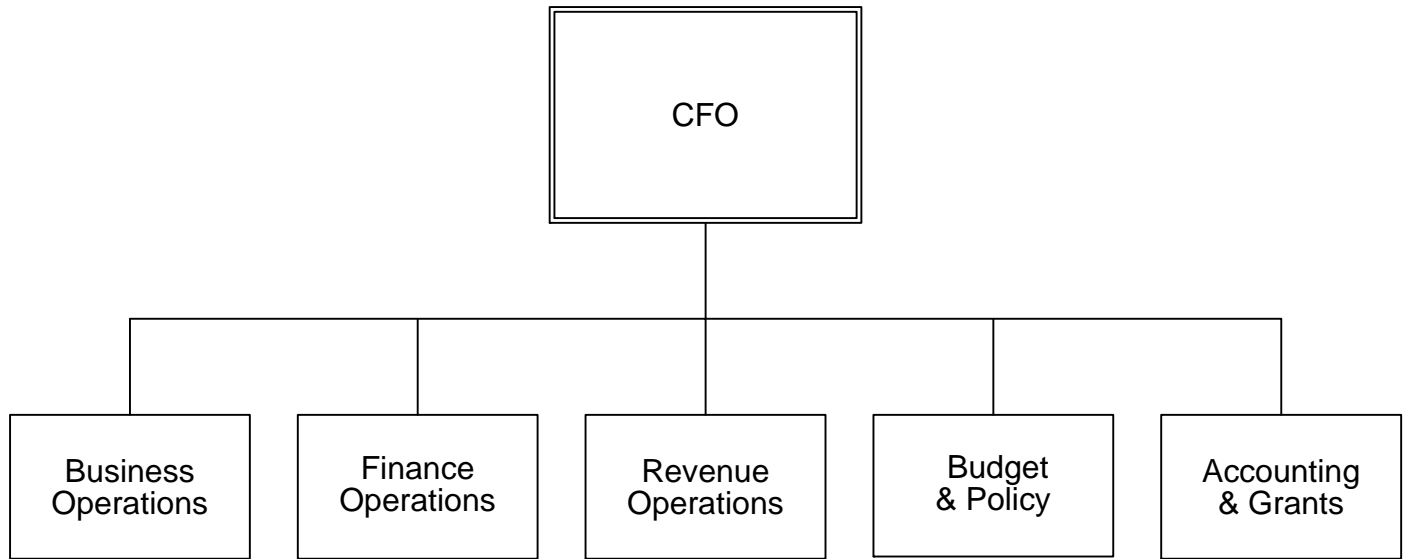 CFO
Business
Operations
Finance
Operations
Revenue
Operations
Budget
& Policy
Accounting
& Grants